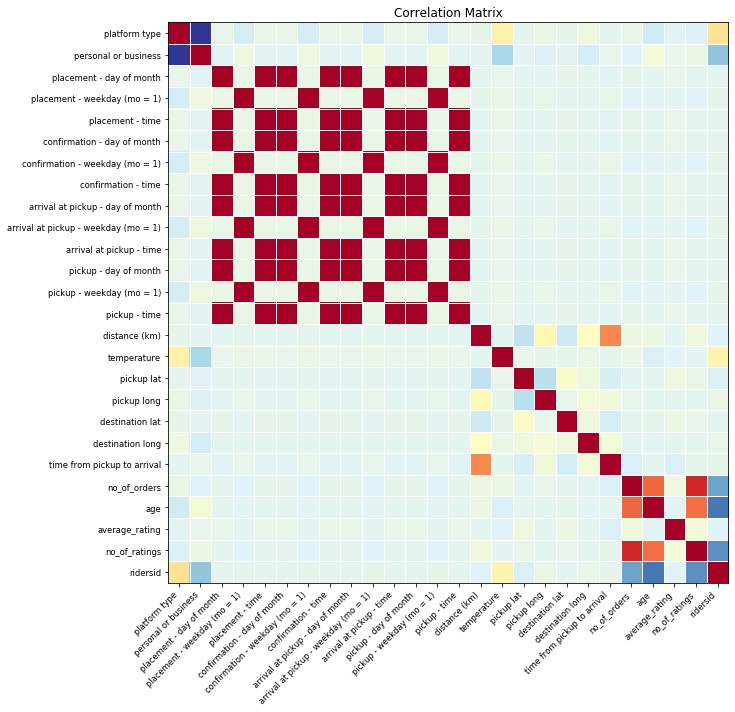 Correlation Matrix
platform type
personal or business
placement - day of month
placement - weekday (mo = 1)
placement - time
confirmation - day of month
confirmation - weekday (mo = 1)
confirmation - time
arrival at pickup - day of month
arrival at pickup - weekday (mo = 1)
arrival at pickup - time
pickup - day of month
pickup - weekday (mo = 1)
pickup - time
distance (km)
temperature
pickup lat
pickup long
destination lat
destination long
time from pickup to arrival
no_of_orders
age
average_rating
no_of_ratings
ridersid
platform type
personal or business
placement - day of month
placement - weekday (mo = 1)
placement - time
confirmation - day of month
confirmation - weekday (mo = 1)
confirmation - time
arrival at pickup - day of month
arrival at pickup - weekday (mo = 1)
arrival at pickup - time
pickup - day of month
pickup - weekday (mo = 1)
pickup - time
distance (km)
temperature
pickup lat
pickup long
destination lat
destination long
time from pickup to arrival
no_of_orders
age
average_rating
no_of_ratings
ridersid